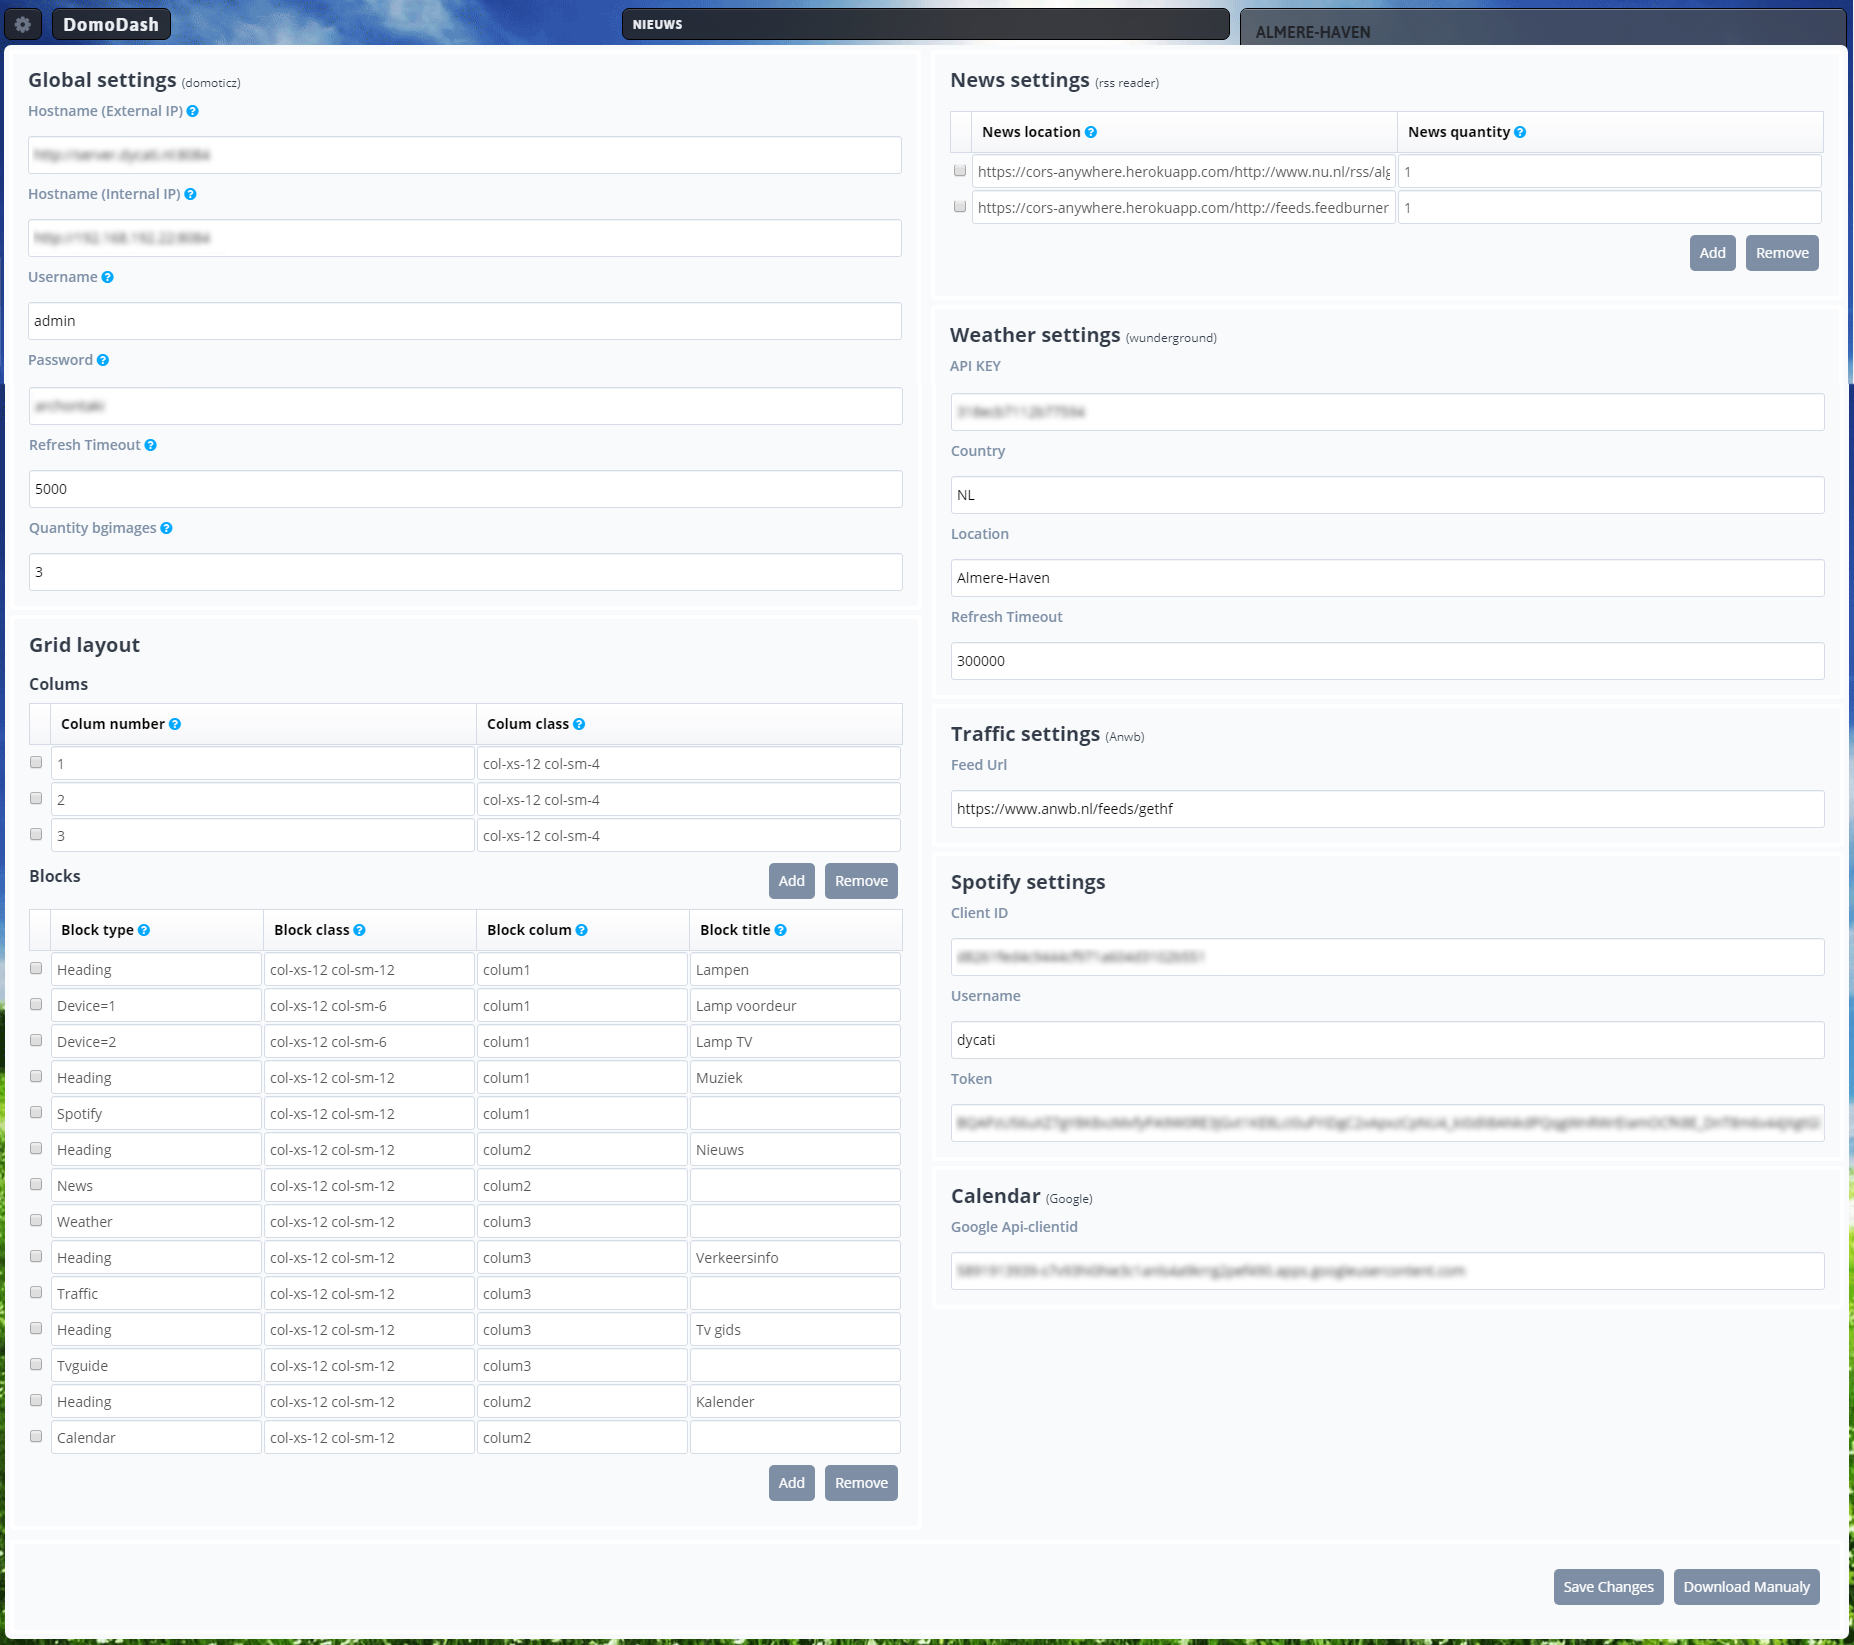 DomoDash
NIEUWS
ALMERE-HAVEN
Global settings (domoticz)
Hostname (External IP)
Hostname (Internal IP)
Username
admin
Password
Refresh Timeout
5000
Quantity bgimages
3
Grid layout
Colums
Colum number Colum class
1 col-xs-12 col-sm-4
2 col-xs-12 col-sm-4
3 col-xs-12 col-sm-4
Add Remove
Blocks
Block type Block class Block colum Block title
Heading col-xs-12 col-sm-12 colum1 Lampen
Device=1 col-xs-12 col-sm-6 colum1 Lamp voordeur
Device=2 col-xs-12 col-sm-6 colum1 Lamp TV
Heading col-xs-12 col-sm-12 colum1 Muziek
Spotify col-xs-12 col-sm-12 colum1
Heading col-xs-12 col-sm-12 colum2 Nieuws
News col-xs-12 col-sm-12 colum2
Weather col-xs-12 col-sm-12 colum3
Heading col-xs-12 col-sm-12 colum3 Verkeersinfo
Traffic col-xs-12 col-sm-12 colum3
Heading col-xs-12 col-sm-12 colum3 Tv gids
Tvguide col-xs-12 col-sm-12 colum3
Heading col-xs-12 col-sm-12 colum2 Kalender
Calendar col-xs-12 col-sm-12 colum2
Add Remove
News settings (rss reader)
News location News quantity
https://cors-anywhere.herokuapp.com/http://www.nu.nl/rss/alg 1
https://cors-anywhere.herokuapp.com/http://feeds.feedburner 1
Add Remove
Weather settings (wunderground)
API KEY
Country
NL
Location
Almere-Haven
Refresh Timeout
300000
Traffic settings (Anwb)
Feed Url
https://www.anwb.nl/feeds/gethf
Spotify settings
Client ID
Username
dycati
Token
Calendar (Google)
Google Api-clientid
Save Changes Download Manualy